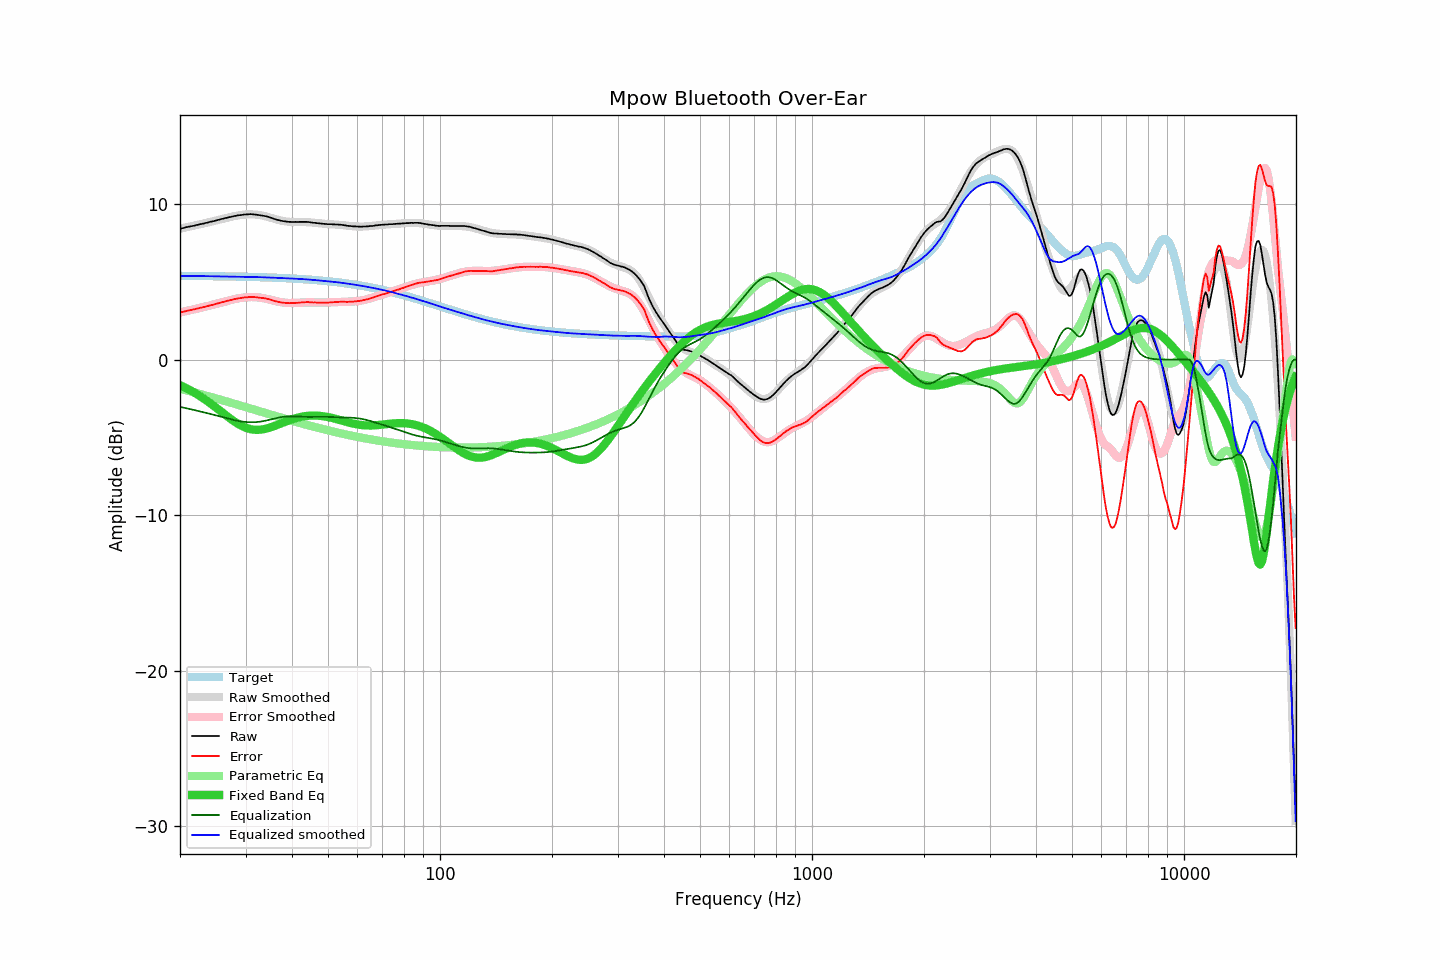 Mpow Bluetooth Over-Ear
10
0
−10
−20
−30
Amplitude (dBr)
Target
Raw Smoothed
Error Smoothed
Raw
Error
Parametric Eq
Fixed Band Eq
Equalization
Equalized smoothed
100
1000
10000
Frequency (Hz)